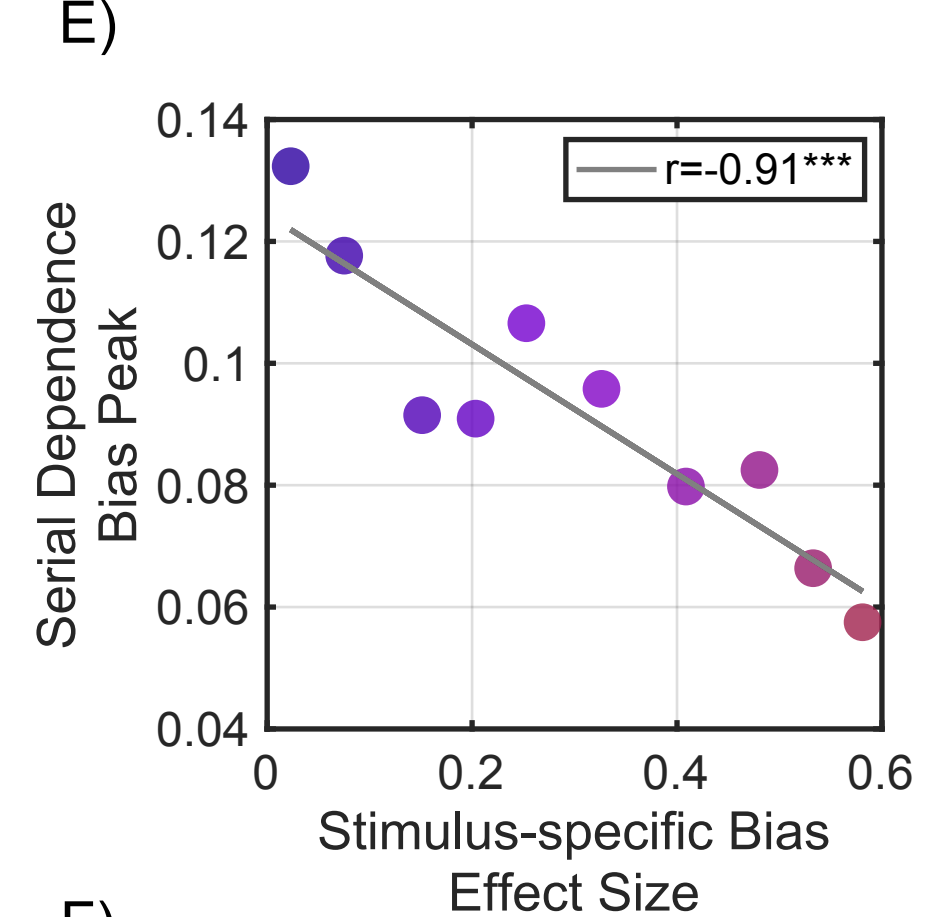 E)
0.14
0.12
0.1
0.08
0.06
0.04
r=-0.91***
Serial Dependence
Bias Peak
0 0.2 0.4 0.6
Stimulus-specific Bias
Effect Size
F)